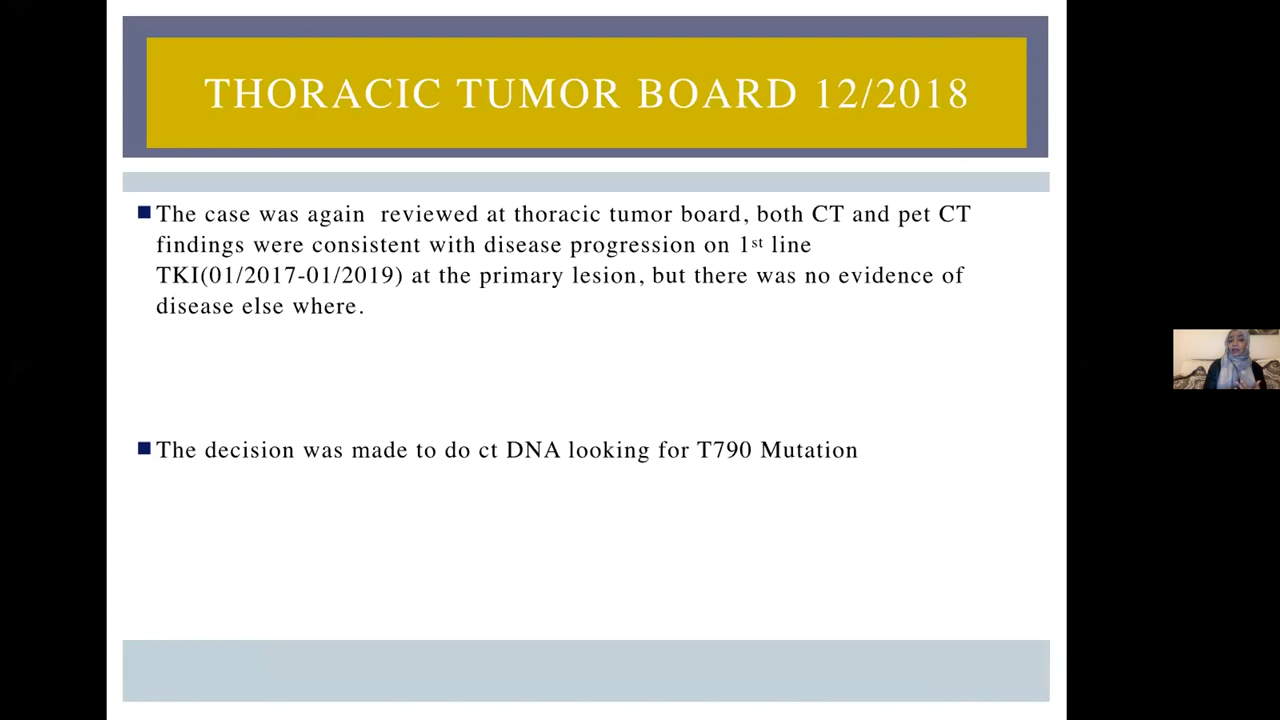 THORACIC TUMOR BOARD 12/2018
The case was again reviewed at thoracic tumor board, both CT and pet CT
findings were consistent with disease progression on 1st line
TKI(01/2017-01/2019) at the primary lesion, but there was no evidence of
disease else where.
The decision was made to do ct DNA looking for T790 Mutation